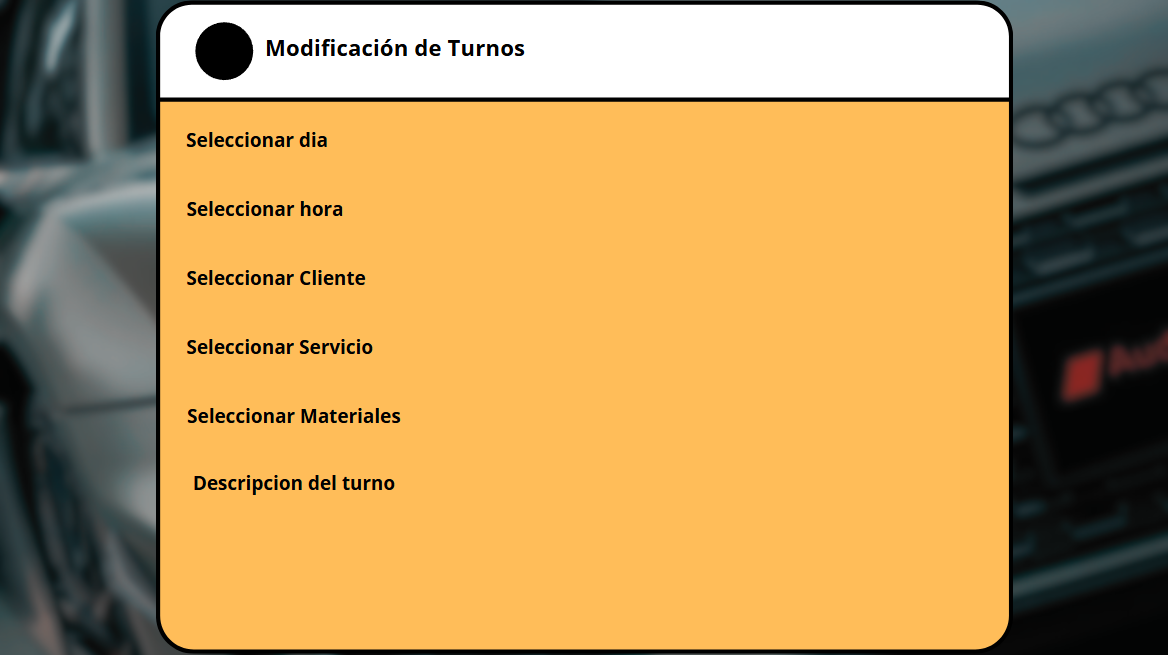 Modificación de Turnos
Seleccionar dia
Seleccionar hora
Seleccionar Cliente
Seleccionar Servicio
Seleccionar Materiales
Descripcion del turno